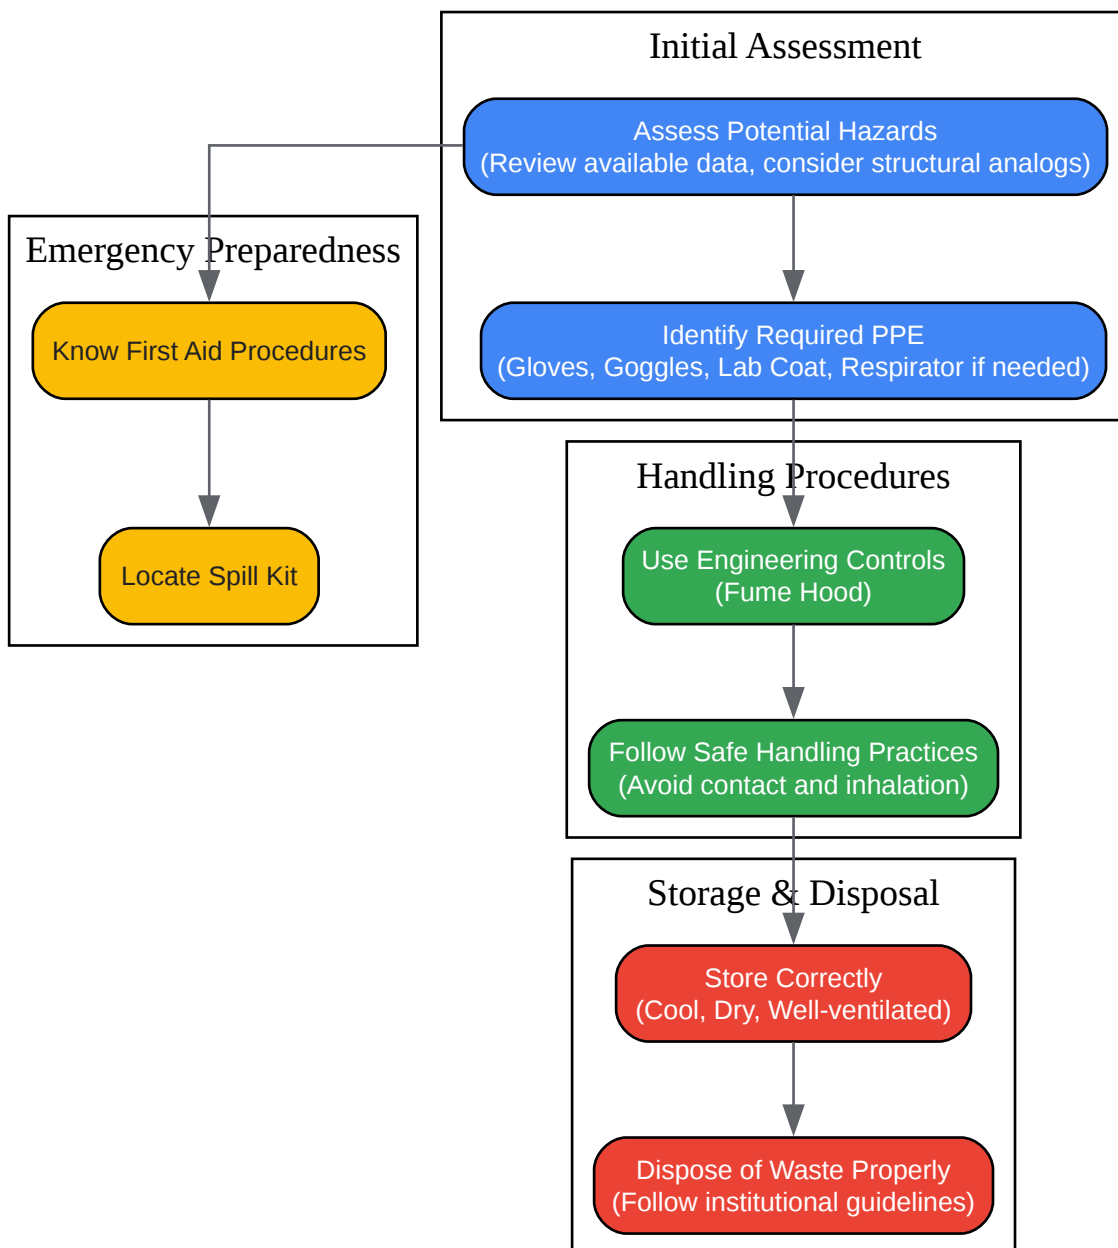 Initial Assessment
Assess Potential Hazards
(Review available data, consider structural analogs)
Identify Required PPE
(Gloves, Goggles, Lab Coat, Respirator if needed)
Emergency Preparedness
Know First Aid Procedures
Locate Spill Kit
Handling Procedures
Use Engineering Controls
(Fume Hood)
Follow Safe Handling Practices
(Avoid contact and inhalation)
Storage & Disposal
Store Correctly
(Cool, Dry, Well-ventilated)
Dispose of Waste Properly
(Follow institutional guidelines)